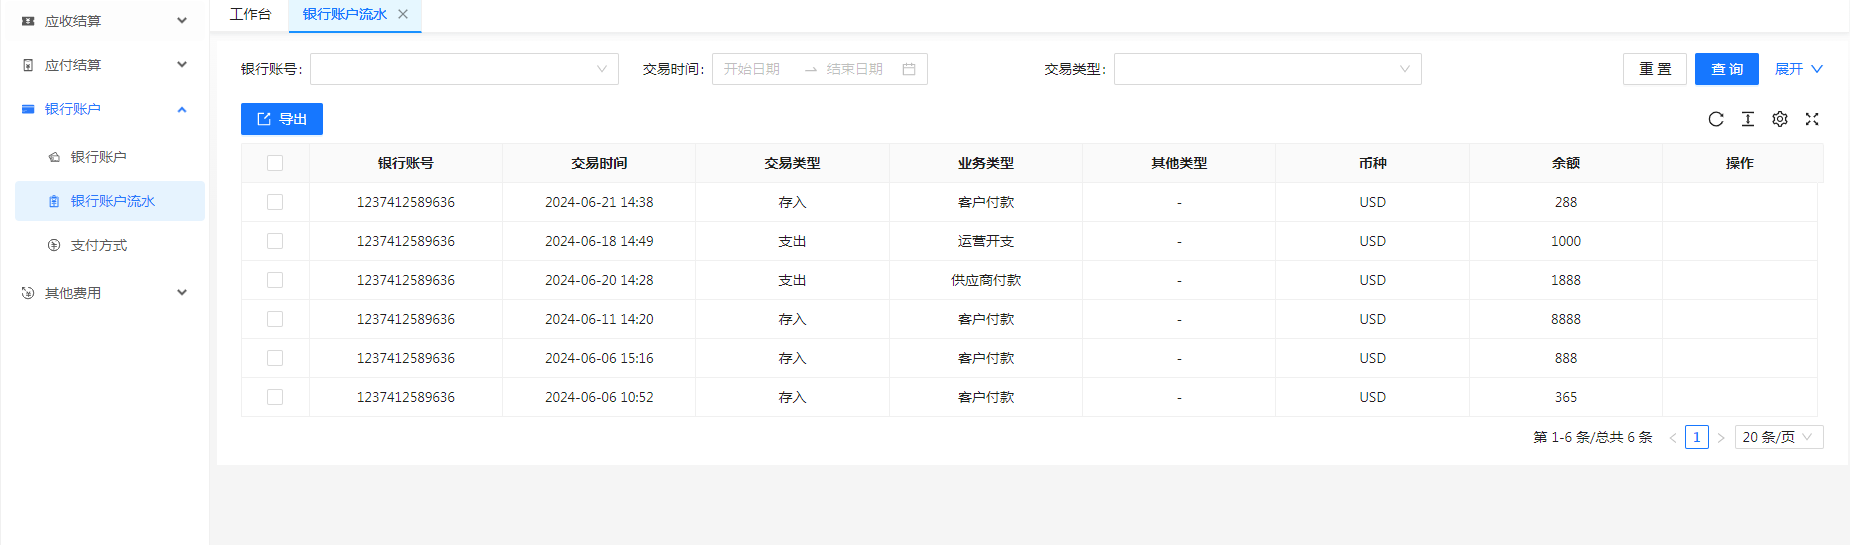 应收结算
应付结算
银行账户
银行账户
银行账户流水
支付方式
其他费用
工作台 银行账户流水
银行账号: 交易时间: 开始日期 → 结束日期 交易类型: 重 置 查 询 展开
导出
银行账号 交易时间 交易类型 业务类型 其他类型 币种 余额 操作
1237412589636 2024-06-21 14:38 存入 客户付款 - USD 288
1237412589636 2024-06-18 14:49 支出 运营开支 - USD 1000
1237412589636 2024-06-20 14:28 支出 供应商付款 - USD 1888
1237412589636 2024-06-11 14:20 存入 客户付款 - USD 8888
1237412589636 2024-06-06 15:16 存入 客户付款 - USD 888
1237412589636 2024-06-06 10:52 存入 客户付款 - USD 365
第 1-6 条/总共 6 条 < 1 > 20 条/页